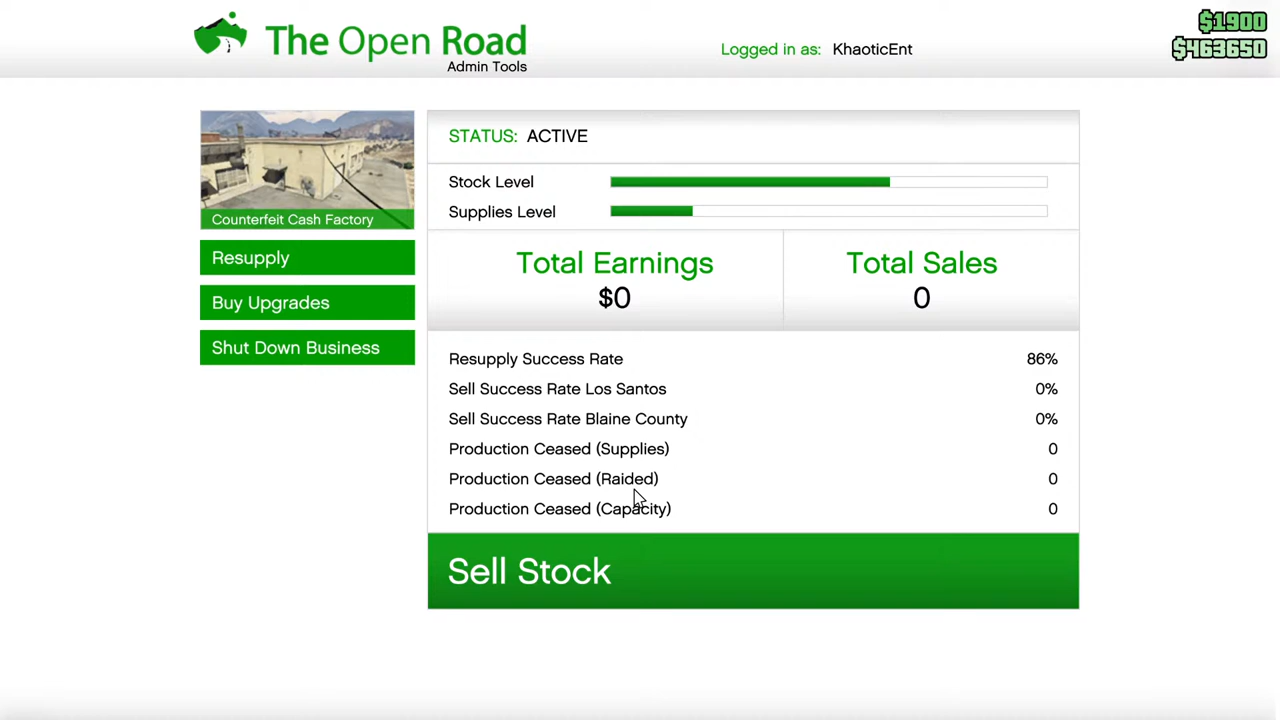 The Open Road
Admin Tools
Logged in as: KhaoticEnt
$1900
$463650
Counterfeit Cash Factory
Resupply
Buy Upgrades
Shut Down Business
STATUS: ACTIVE
Stock Level
Supplies Level
Total Earnings
$0
Total Sales
0
Resupply Success Rate 86%
Sell Success Rate Los Santos 0%
Sell Success Rate Blaine County 0%
Production Ceased (Supplies) 0
Production Ceased (Raided) 0
Production Ceased (Capacity) 0
Sell Stock